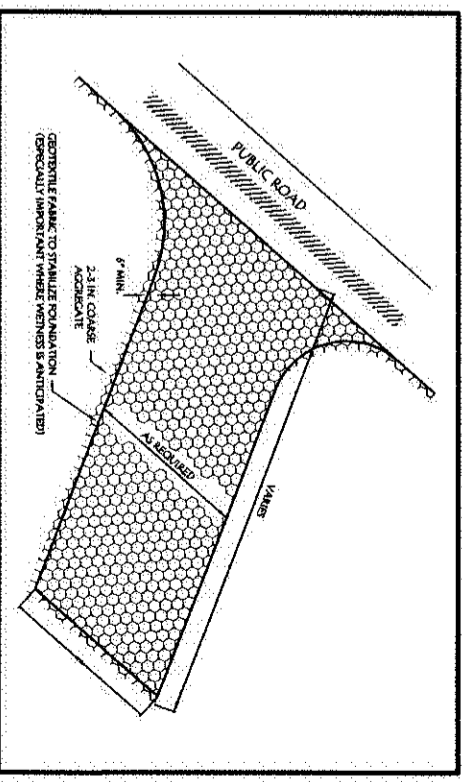 PUBLIC ROAD
VARIES
AS REQUIRED
6" MIN.
2-3 IN. COARSE
AGGREGATE
GEOTEXTILE FABRIC TO STABILIZE FOUNDATION
(ESPECIALLY IMPORTANT WHERE WETNESS IS ANTICIPATED)